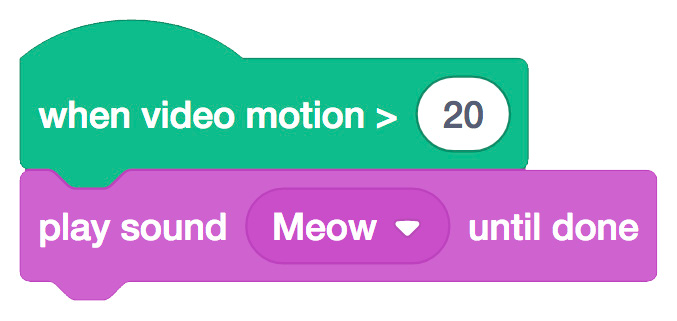 when video motion > 20
play sound Meow until done